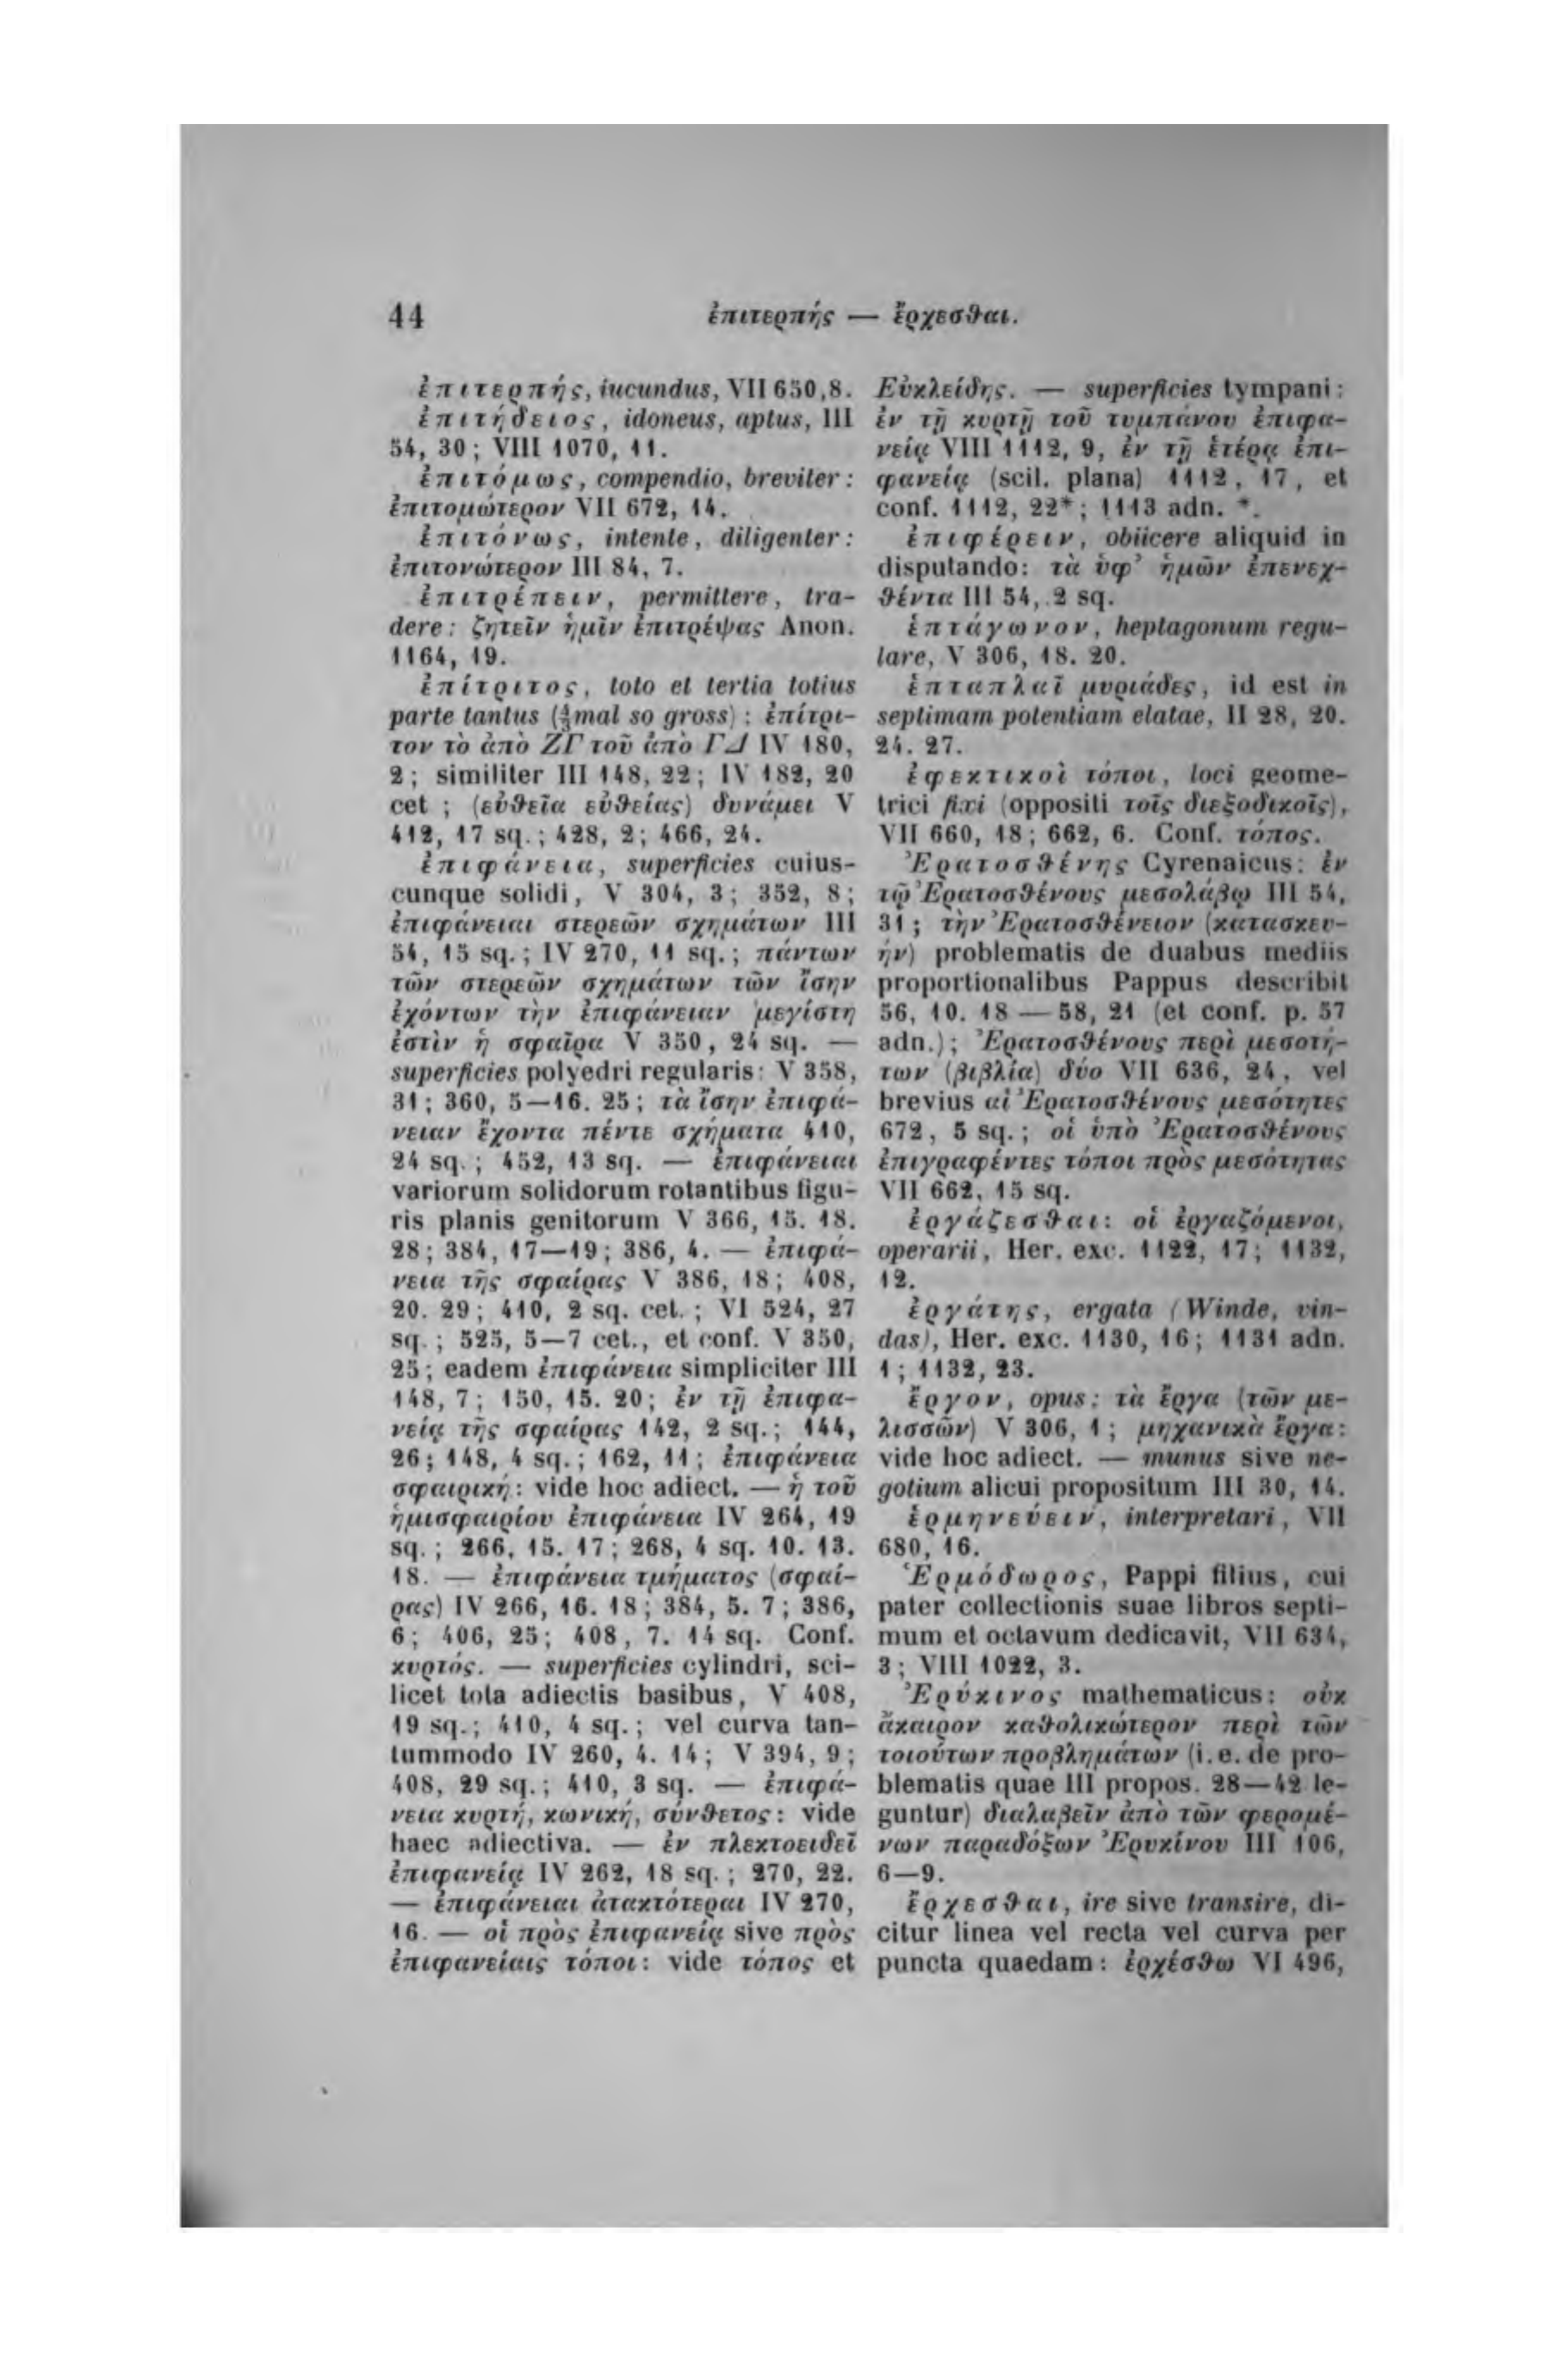 44 ἐπιτερπής — ἔρχεσθαι.
ἐπιτερπής, iucundus, VII 650, 8.
ἐπιτήδειος, idoneus, aptus, III
54, 30; VIII 1070, 11.
ἐπιτόμως, compendio, breviter:
ἐπιτομώτερον VII 672, 14.
ἐπιτόνως, intente, diligenter:
ἐπιτονώτερον III 84, 7.
ἐπιτρέπειν, permittere, tra-
dere: ζητεῖν ἡμῖν ἐπιτρέψας Anon.
1164, 19.
ἐπίτριτος, toto et tertia totius
parte tantus (4/3 mal so gross): ἐπίτρι-
τον τὸ ἀπὸ ΖΓ τοῦ ἀπὸ ΓΔ IV 180,
2; similiter III 148, 22; IV 182, 20
cet; (εὐθεῖα εὐθείας) δυνάμει V
412, 17 sq.; 428, 2; 466, 24.
ἐπιφάνεια, superficies cuius-
cunque solidi, V 304, 3; 352, 8;
ἐπιφάνειαι στερεῶν σχημάτων III
54, 15 sq.; IV 270, 11 sq.; πάντων
τῶν στερεῶν σχημάτων τῶν ἴσην
ἐχόντων τὴν ἐπιφάνειαν μεγίστη
ἐστὶν ἡ σφαῖρα V 350, 24 sq. —
superficies polyedri regularis: V 358,
31; 360, 5—16. 25; τὰ ἴσην ἐπιφά-
νειαν ἔχοντα πέντε σχήματα 410,
24 sq.; 452, 13 sq. — ἐπιφάνειαι
variorum solidorum rotantibus figu-
ris planis genitorum V 366, 15. 18.
28; 384, 17—19; 386, 4. — ἐπιφά-
νεια τῆς σφαίρας V 386, 18; 408,
20. 29; 410, 2 sq. cet.; VI 524, 27
sq.; 525, 5—7 cet., et conf. V 350,
25; eadem ἐπιφάνεια simpliciter III
148, 7; 150, 15. 20; ἐν τῇ ἐπιφα-
νείᾳ τῆς σφαίρας 142, 2 sq.; 144,
26; 148, 4 sq.; 162, 11; ἐπιφάνεια
σφαιρική: vide hoc adiect. — ἡ τοῦ
ἡμισφαιρίου ἐπιφάνεια IV 264, 19
sq.; 266, 15. 17; 268, 4 sq. 10. 13.
18. — ἐπιφάνεια τμήματος (σφαί-
ρας) IV 266, 16. 18; 384, 5. 7; 386,
6; 406, 25; 408, 7. 14 sq. Conf.
κυρτός. — superficies cylindri, sci-
licet tota adiectis basibus, V 408,
19 sq.; 410, 4 sq.; vel curva tan-
tummodo IV 260, 4. 14; V 394, 9;
408, 29 sq.; 410, 3 sq. — ἐπιφά-
νεια κυρτή, κωνική, σύνθετος: vide
haec adiectiva. — ἐν πλεκτοειδεῖ
ἐπιφανείᾳ IV 262, 18 sq.; 270, 22.
— ἐπιφάνειαι ἀτακτότεραι IV 270,
16. — οἱ πρὸς ἐπιφανείᾳ sive πρὸς
ἐπιφανείαις τόποι: vide τόπος et
Εὐκλείδης. — superficies tympani:
ἐν τῇ κυρτῇ τοῦ τυμπάνου ἐπιφα-
νείᾳ VIII 1112, 9, ἐν τῇ ἑτέρᾳ ἐπι-
φανείᾳ (scil. plana) 1112, 17, et
conf. 1112, 22*; 1113 adn. *.
ἐπιφέρειν, obiicere aliquid in
disputando: τὰ ὑφ’ ἡμῶν ἐπενεχ-
θέντα III 54, 2 sq.
ἑπτάγωνον, heptagonum regu-
lare, V 306, 18. 20.
ἑπταπλαῖ μυριάδες, id est in
septimam potentiam elatae, II 28, 20.
24. 27.
ἐφεκτικοὶ τόποι, loci geome-
trici fixi (oppositi τοῖς διεξοδικοῖς),
VII 660, 18; 662, 6. Conf. τόπος.
Ἐρατοσθένης Cyrenaicus: ἐν
τῷ Ἐρατοσθένους μεσολάβῳ III 54,
31; τὴν Ἐρατοσθένειον (κατασκευ-
ήν) problematis de duabus mediis
proportionalibus Pappus describit
56, 10. 18 — 58, 21 (et conf. p. 57
adn.); Ἐρατοσθένους περὶ μεσοτή-
των (βιβλία) δύο VII 636, 24, vel
brevius αἱ Ἐρατοσθένους μεσότητες
672, 5 sq.; οἱ ὑπὸ Ἐρατοσθένους
ἐπιγραφέντες τόποι πρὸς μεσότητας
VII 662, 15 sq.
ἐργάζεσθαι: οἱ ἐργαζόμενοι,
operarii, Her. exc. 1122, 17; 1132,
12.
ἐργάτης, ergata (Winde, vin-
das), Her. exc. 1130, 16; 1131 adn.
1; 1132, 23.
ἔργον, opus: τὰ ἔργα (τῶν με-
λισσῶν) V 306, 1; μηχανικὰ ἔργα:
vide hoc adiect. — munus sive ne-
gotium alicui propositum III 30, 14.
ἑρμηνεύειν, interpretari, VII
680, 16.
Ἑρμόδωρος, Pappi filius, cui
pater collectionis suae libros septi-
mum et octavum dedicavit, VII 634,
3; VIII 1022, 3.
Ἐρύκινος mathematicus: οὐκ
ἄκαιρον καθολικώτερον περὶ τῶν
τοιούτων προβλημάτων (i. e. de pro-
blematis quae III propos. 28—42 le-
guntur) διαλαβεῖν ἀπὸ τῶν φερομέ-
νων παραδόξων Ἐρυκίνου III 106,
6—9.
ἔρχεσθαι, ire sive transire, di-
citur linea vel recta vel curva per
puncta quaedam: ἐρχέσθω VI 496,